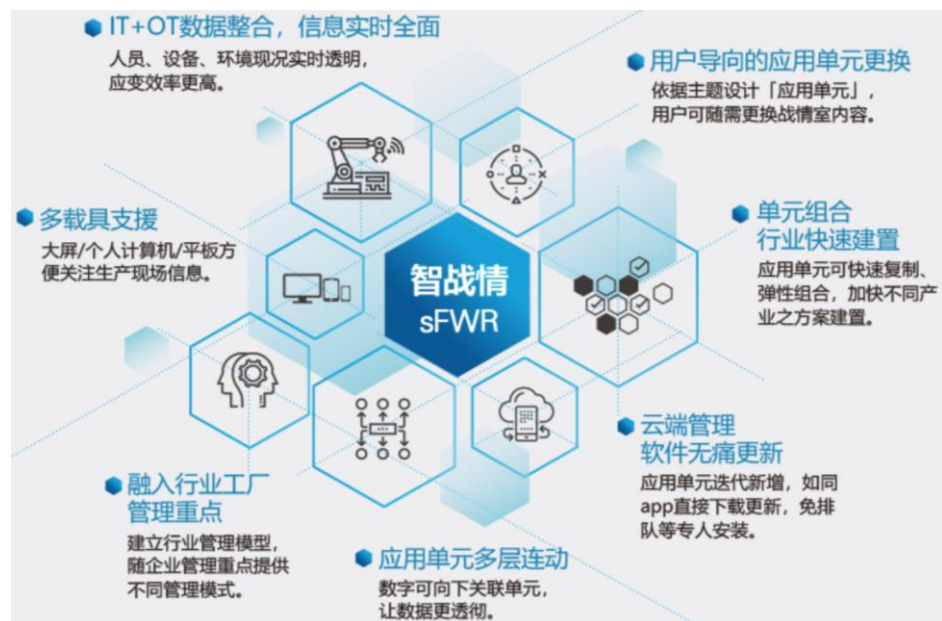 IT+OT数据整合，信息实时全面
人员、设备、环境现况实时透明，
应变效率更高。
用户导向的应用单元更换
依据主题设计「应用单元」，
用户可随需更换战情室内容。
多载具支援
大屏/个人计算机/平板方
便关注生产现场信息。
智战情
sFWR
单元组合
行业快速建置
应用单元可快速复制、
弹性组合，加快不同产
业之方案建置。
云端管理
软件无痛更新
应用单元迭代新增，如同
app直接下载更新，免排
队等专人安装。
融入行业工厂
管理重点
建立行业管理模型，
随企业管理重点提供
不同管理模式。
应用单元多层连动
数字可向下关联单元，
让数据更透彻。